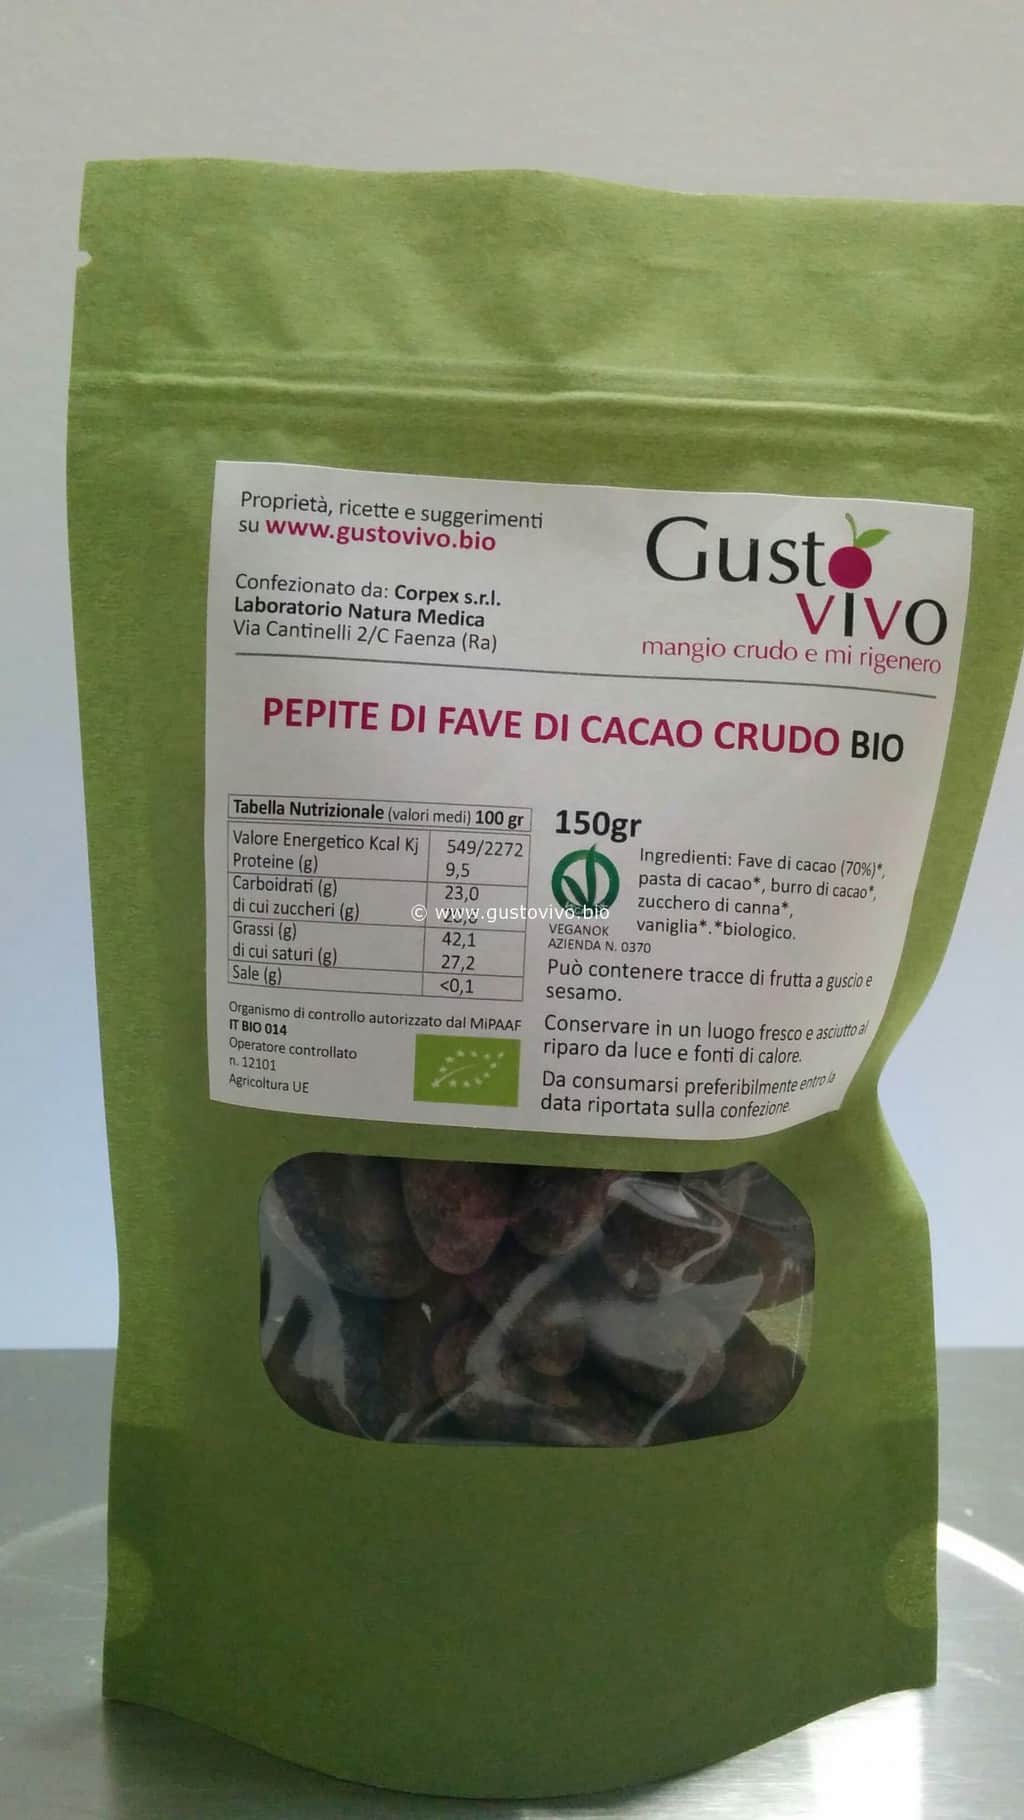 Proprietà, ricette e suggerimenti
su www.gustovivo.bio
Confezionato da: Corpex s.r.l.
Laboratorio Natura Medica
Via Cantinelli 2/C Faenza (Ra)
Gusto
vivo
mangio crudo e mi rigenero
PEPITE DI FAVE DI CACAO CRUDO BIO
Tabella Nutrizionale (valori medi) 100 gr
Valore Energetico Kcal Kj 549/2272
Proteine (g) 9,5
Carboidrati (g) 23,0
di cui zuccheri (g)
Grassi (g) 42,1
di cui saturi (g) 27,2
Sale (g) <0,1
© www.gustovivo.bio
Organismo di controllo autorizzato dal MiPAAF
IT BIO 014
Operatore controllato
n. 12101
Agricoltura UE
150gr
VEGANOK
AZIENDA N. 0370
Ingredienti: Fave di cacao (70%)*,
pasta di cacao*, burro di cacao*,
zucchero di canna*,
vaniglia*.*biologico.
Può contenere tracce di frutta a guscio e
sesamo.
Conservare in un luogo fresco e asciutto al
riparo da luce e fonti di calore.
Da consumarsi preferibilmente entro la
data riportata sulla confezione.